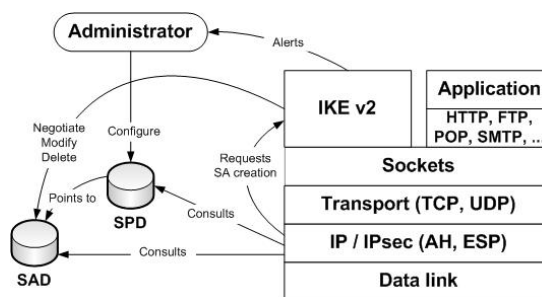 Administrator
Alerts
IKE v2
Application
HTTP, FTP,
POP, SMTP, ...
Negotiate
Modify
Delete
Configure
Requests
SA creation
Sockets
Points to
SPD
Consults
Transport (TCP, UDP)
IP / IPsec (AH, ESP)
SAD
Consults
Data link